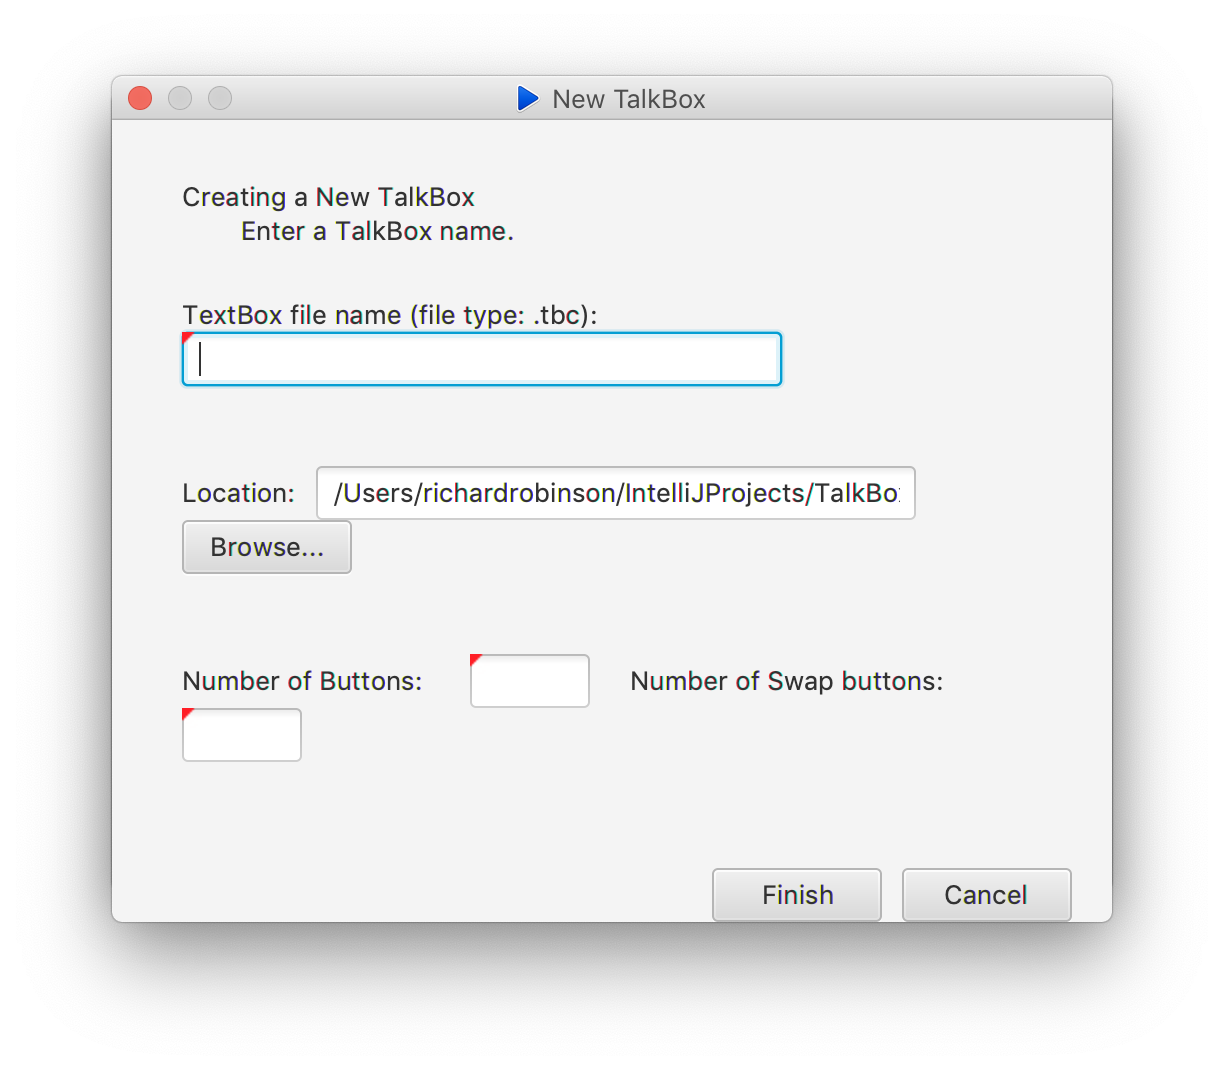 New TalkBox
Creating a New TalkBox
Enter a TalkBox name.
TextBox file name (file type: .tbc):
Location: /Users/richardrobinson/IntelliJProjects/TalkBo
Browse...
Number of Buttons: Number of Swap buttons:
Finish Cancel